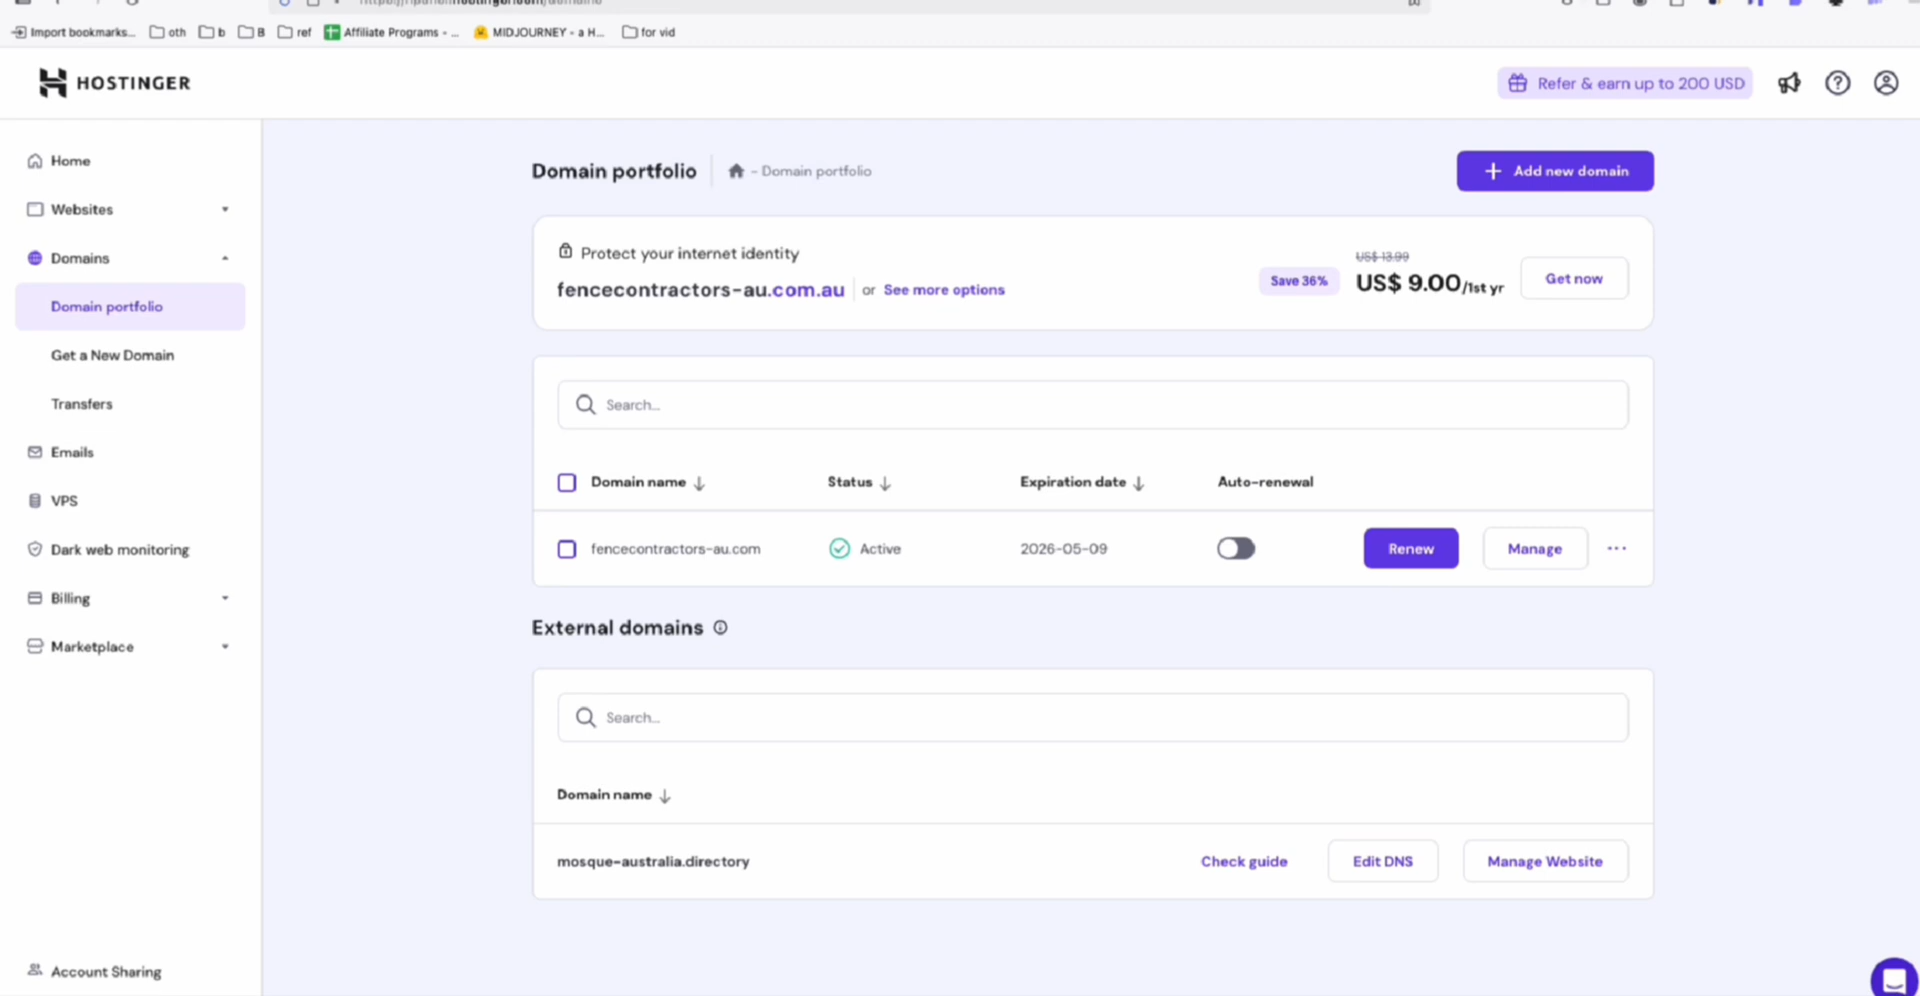 Import bookmarks...
oth
b
B
ref
Affiliate Programs - ...
MIDJOURNEY - a H...
for vid
HOSTINGER
Refer & earn up to 200 USD
Home
Websites
Domains
Domain portfolio
Get a New Domain
Transfers
Emails
VPS
Dark web monitoring
Billing
Marketplace
Account Sharing
Domain portfolio
- Domain portfolio
+ Add new domain
Protect your internet identity
fencecontractors-au.com.au or See more options
Save 36%
US$ 13.99
US$ 9.00/1st yr
Get now
Search...
Domain name ↓ Status ↓ Expiration date ↓ Auto-renewal
fencecontractors-au.com Active 2026-05-09 Renew Manage ...
External domains
Search...
Domain name ↓
mosque-australia.directory Check guide Edit DNS Manage Website